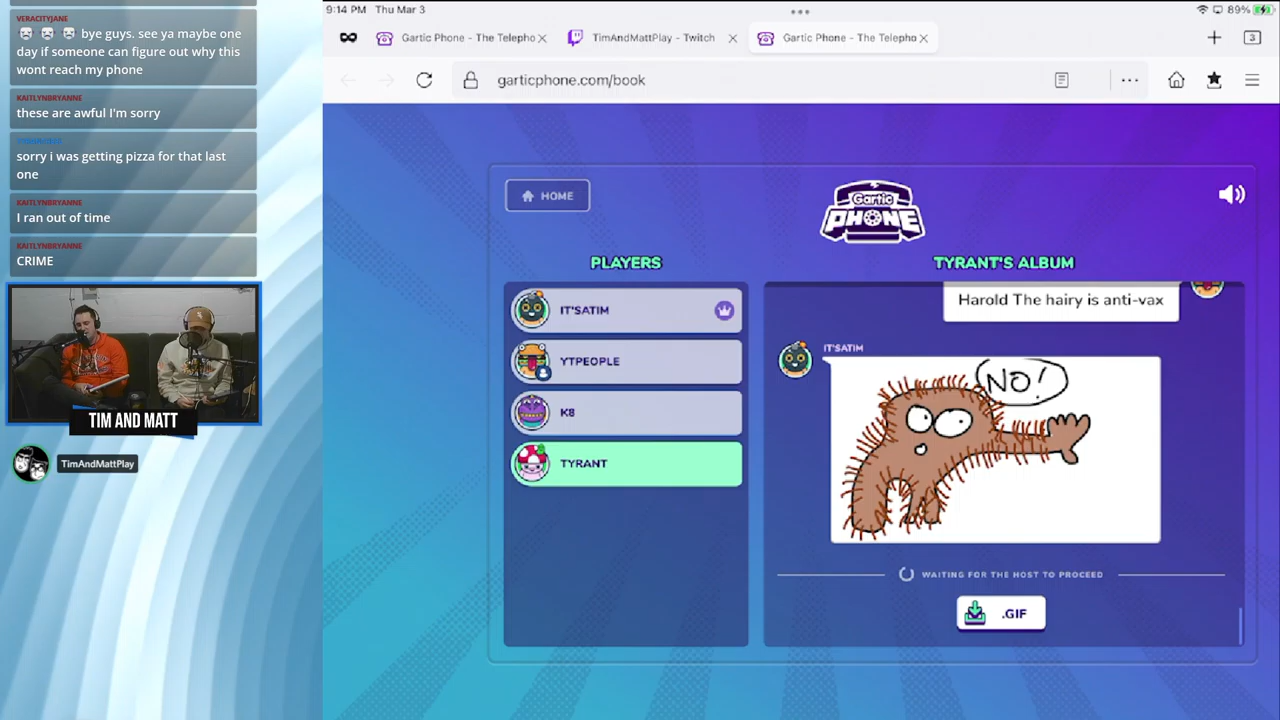 VERACITYJANE
bye guys. see ya maybe one
day if someone can figure out why this
wont reach my phone
KAITLYNBRYANNE
these are awful I'm sorry
sorry i was getting pizza for that last
one
KAITLYNBRYANNE
I ran out of time
KAITLYNBRYANNE
CRIME
TIM AND MATT
TimAndMattPlay
9:14 PM Thu Mar 3
89%
Gartic Phone - The Telepho
TimAndMattPlay - Twitch
Gartic Phone - The Telepho
3
garticphone.com/book
HOME
Gartic
PHONE
PLAYERS
IT'SATIM
YTPEOPLE
K8
TYRANT
TYRANT'S ALBUM
Harold The hairy is anti-vax
IT'SATIM
NO!
WAITING FOR THE HOST TO PROCEED
.GIF